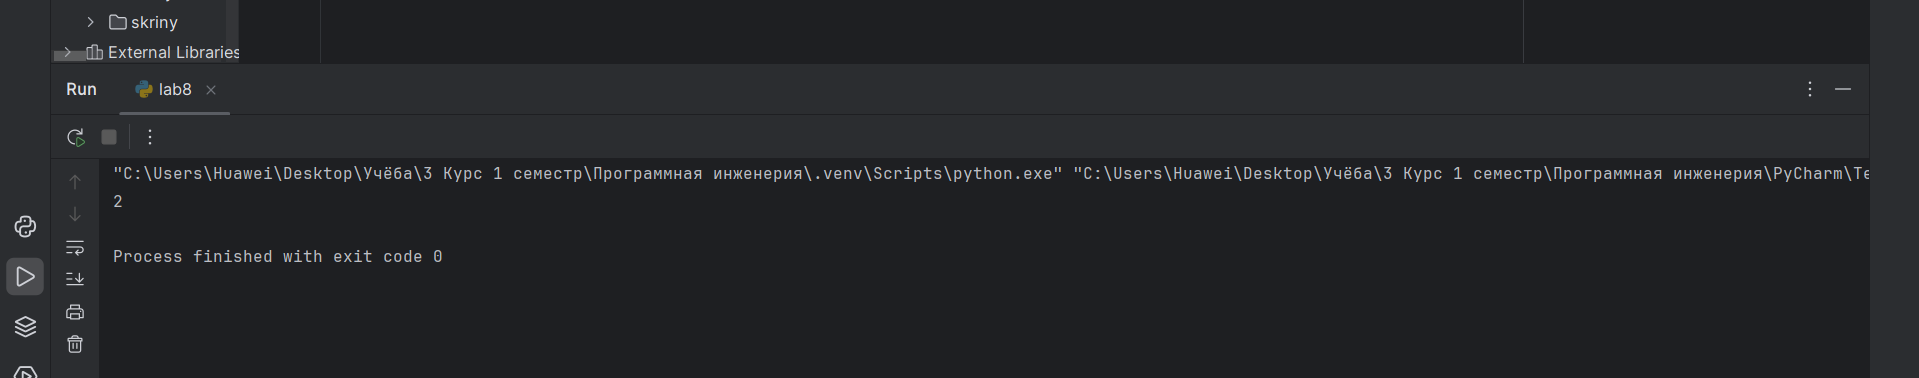 skriny
External Libraries
Run lab8
"C:\Users\Huawei\Desktop\Учёба\3 Курс 1 семестр\Программная инженерия\.venv\Scripts\python.exe" "C:\Users\Huawei\Desktop\Учёба\3 Курс 1 семестр\Программная инженерия\PyCharm\Te
2
Process finished with exit code 0